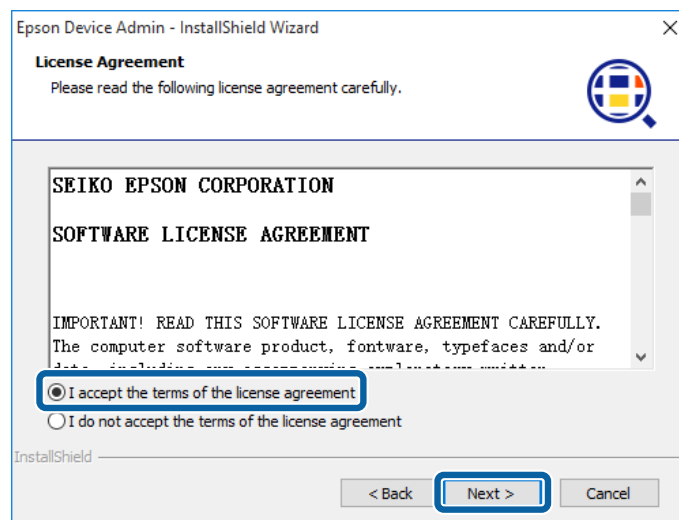 Epson Device Admin - InstallShield Wizard
License Agreement
Please read the following license agreement carefully.
SEIKO EPSON CORPORATION
SOFTWARE LICENSE AGREEMENT
IMPORTANT! READ THIS SOFTWARE LICENSE AGREEMENT CAREFULLY.
The computer software product, fontware, typefaces and/or
I accept the terms of the license agreement
I do not accept the terms of the license agreement
InstallShield
< Back Next > Cancel